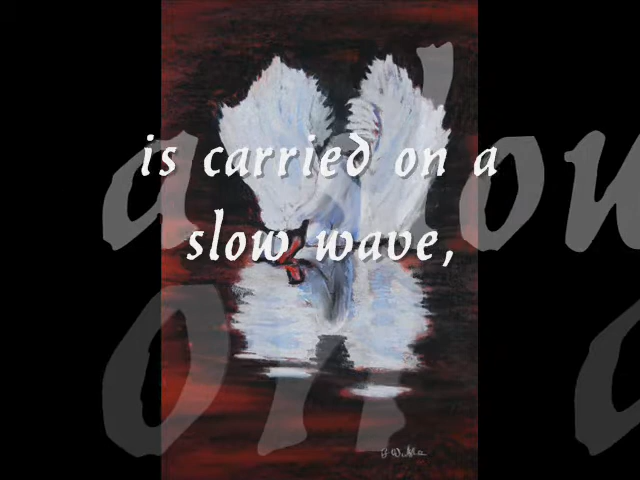 is carried on a
slow wave,